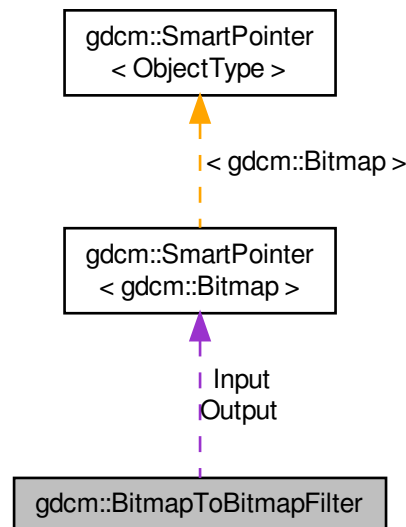 gdcm::SmartPointer
< ObjectType >
< gdcm::Bitmap >
gdcm::SmartPointer
< gdcm::Bitmap >
Input
Output
gdcm::BitmapToBitmapFilter